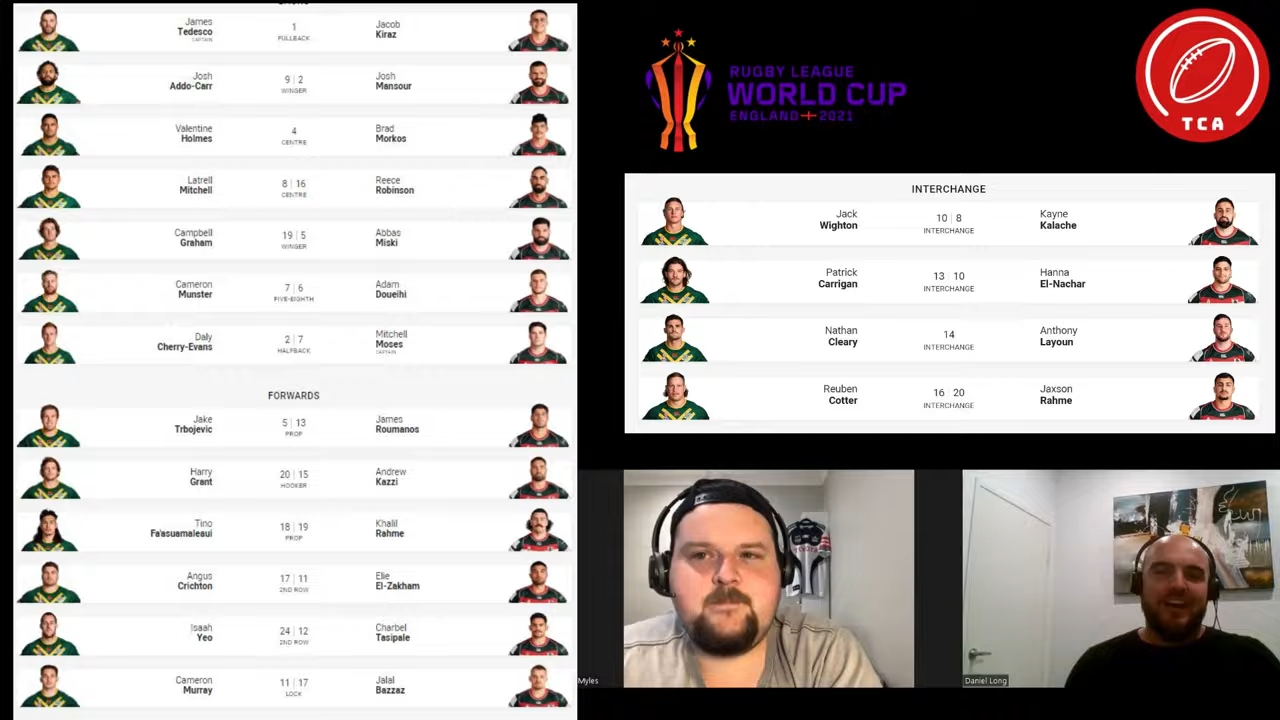 James
Tedesco
CAPTAIN
1
FULLBACK
Jacob
Kiraz
Josh
Addo-Carr
9 | 2
WINGER
Josh
Mansour
Valentine
Holmes
4
CENTRE
Brad
Morkos
Latrell
Mitchell
8 | 16
CENTRE
Reece
Robinson
Campbell
Graham
19 | 5
WINGER
Abbas
Miski
Cameron
Munster
7 | 6
FIVE-EIGHTH
Adam
Doueihi
Daly
Cherry-Evans
2 | 7
HALFBACK
Mitchell
Moses
CAPTAIN
FORWARDS
Jake
Trbojevic
5 | 13
PROP
James
Roumanos
Harry
Grant
20 | 15
HOOKER
Andrew
Kazzi
Tino
Fa'asuamaleaui
18 | 19
PROP
Khalil
Rahme
Angus
Crichton
17 | 11
2ND ROW
Elie
El-Zakham
Isaah
Yeo
24 | 12
2ND ROW
Charbel
Tasipale
Cameron
Murray
11 | 17
LOCK
Jalal
Bazzaz
RUGBY LEAGUE
WORLD CUP
ENGLAND 2021
TCA
INTERCHANGE
Jack
Wighton
10 | 8
INTERCHANGE
Kayne
Kalache
Patrick
Carrigan
13 10
INTERCHANGE
Hanna
El-Nachar
Nathan
Cleary
14
INTERCHANGE
Anthony
Layoun
Reuben
Cotter
16 20
INTERCHANGE
Jaxson
Rahme
Myles
Daniel Long